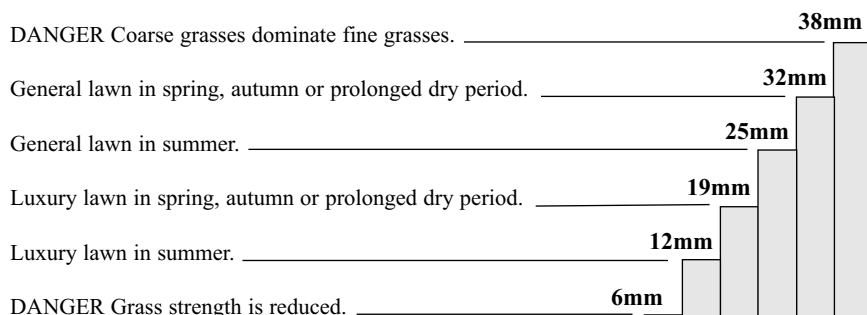 DANGER Coarse grasses dominate fine grasses. 38mm
General lawn in spring, autumn or prolonged dry period. 32mm
General lawn in summer. 25mm
Luxury lawn in spring, autumn or prolonged dry period. 19mm
Luxury lawn in summer. 12mm
DANGER Grass strength is reduced. 6mm